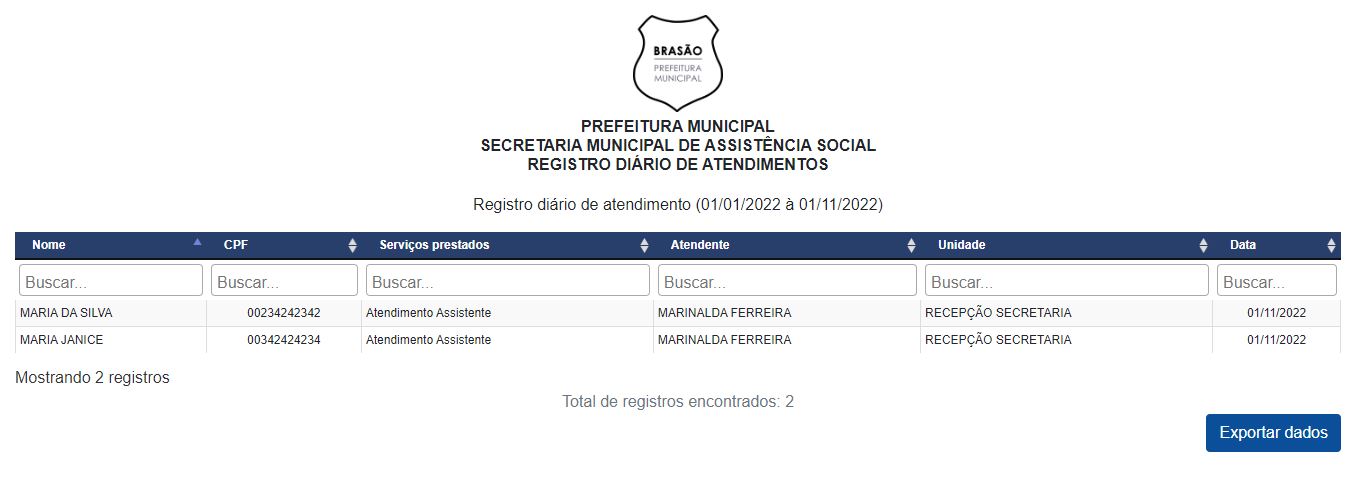 BRASÃO
PREFEITURA
MUNICIPAL
PREFEITURA MUNICIPAL
SECRETARIA MUNICIPAL DE ASSISTÊNCIA SOCIAL
REGISTRO DIÁRIO DE ATENDIMENTOS
Registro diário de atendimento (01/01/2022 à 01/11/2022)
Nome CPF Serviços prestados Atendente Unidade Data
Buscar... Buscar... Buscar... Buscar... Buscar... Buscar...
MARIA DA SILVA 00234242342 Atendimento Assistente MARINALDA FERREIRA RECEPÇÃO SECRETARIA 01/11/2022
MARIA JANICE 00342424234 Atendimento Assistente MARINALDA FERREIRA RECEPÇÃO SECRETARIA 01/11/2022
Mostrando 2 registros
Total de registros encontrados: 2
Exportar dados